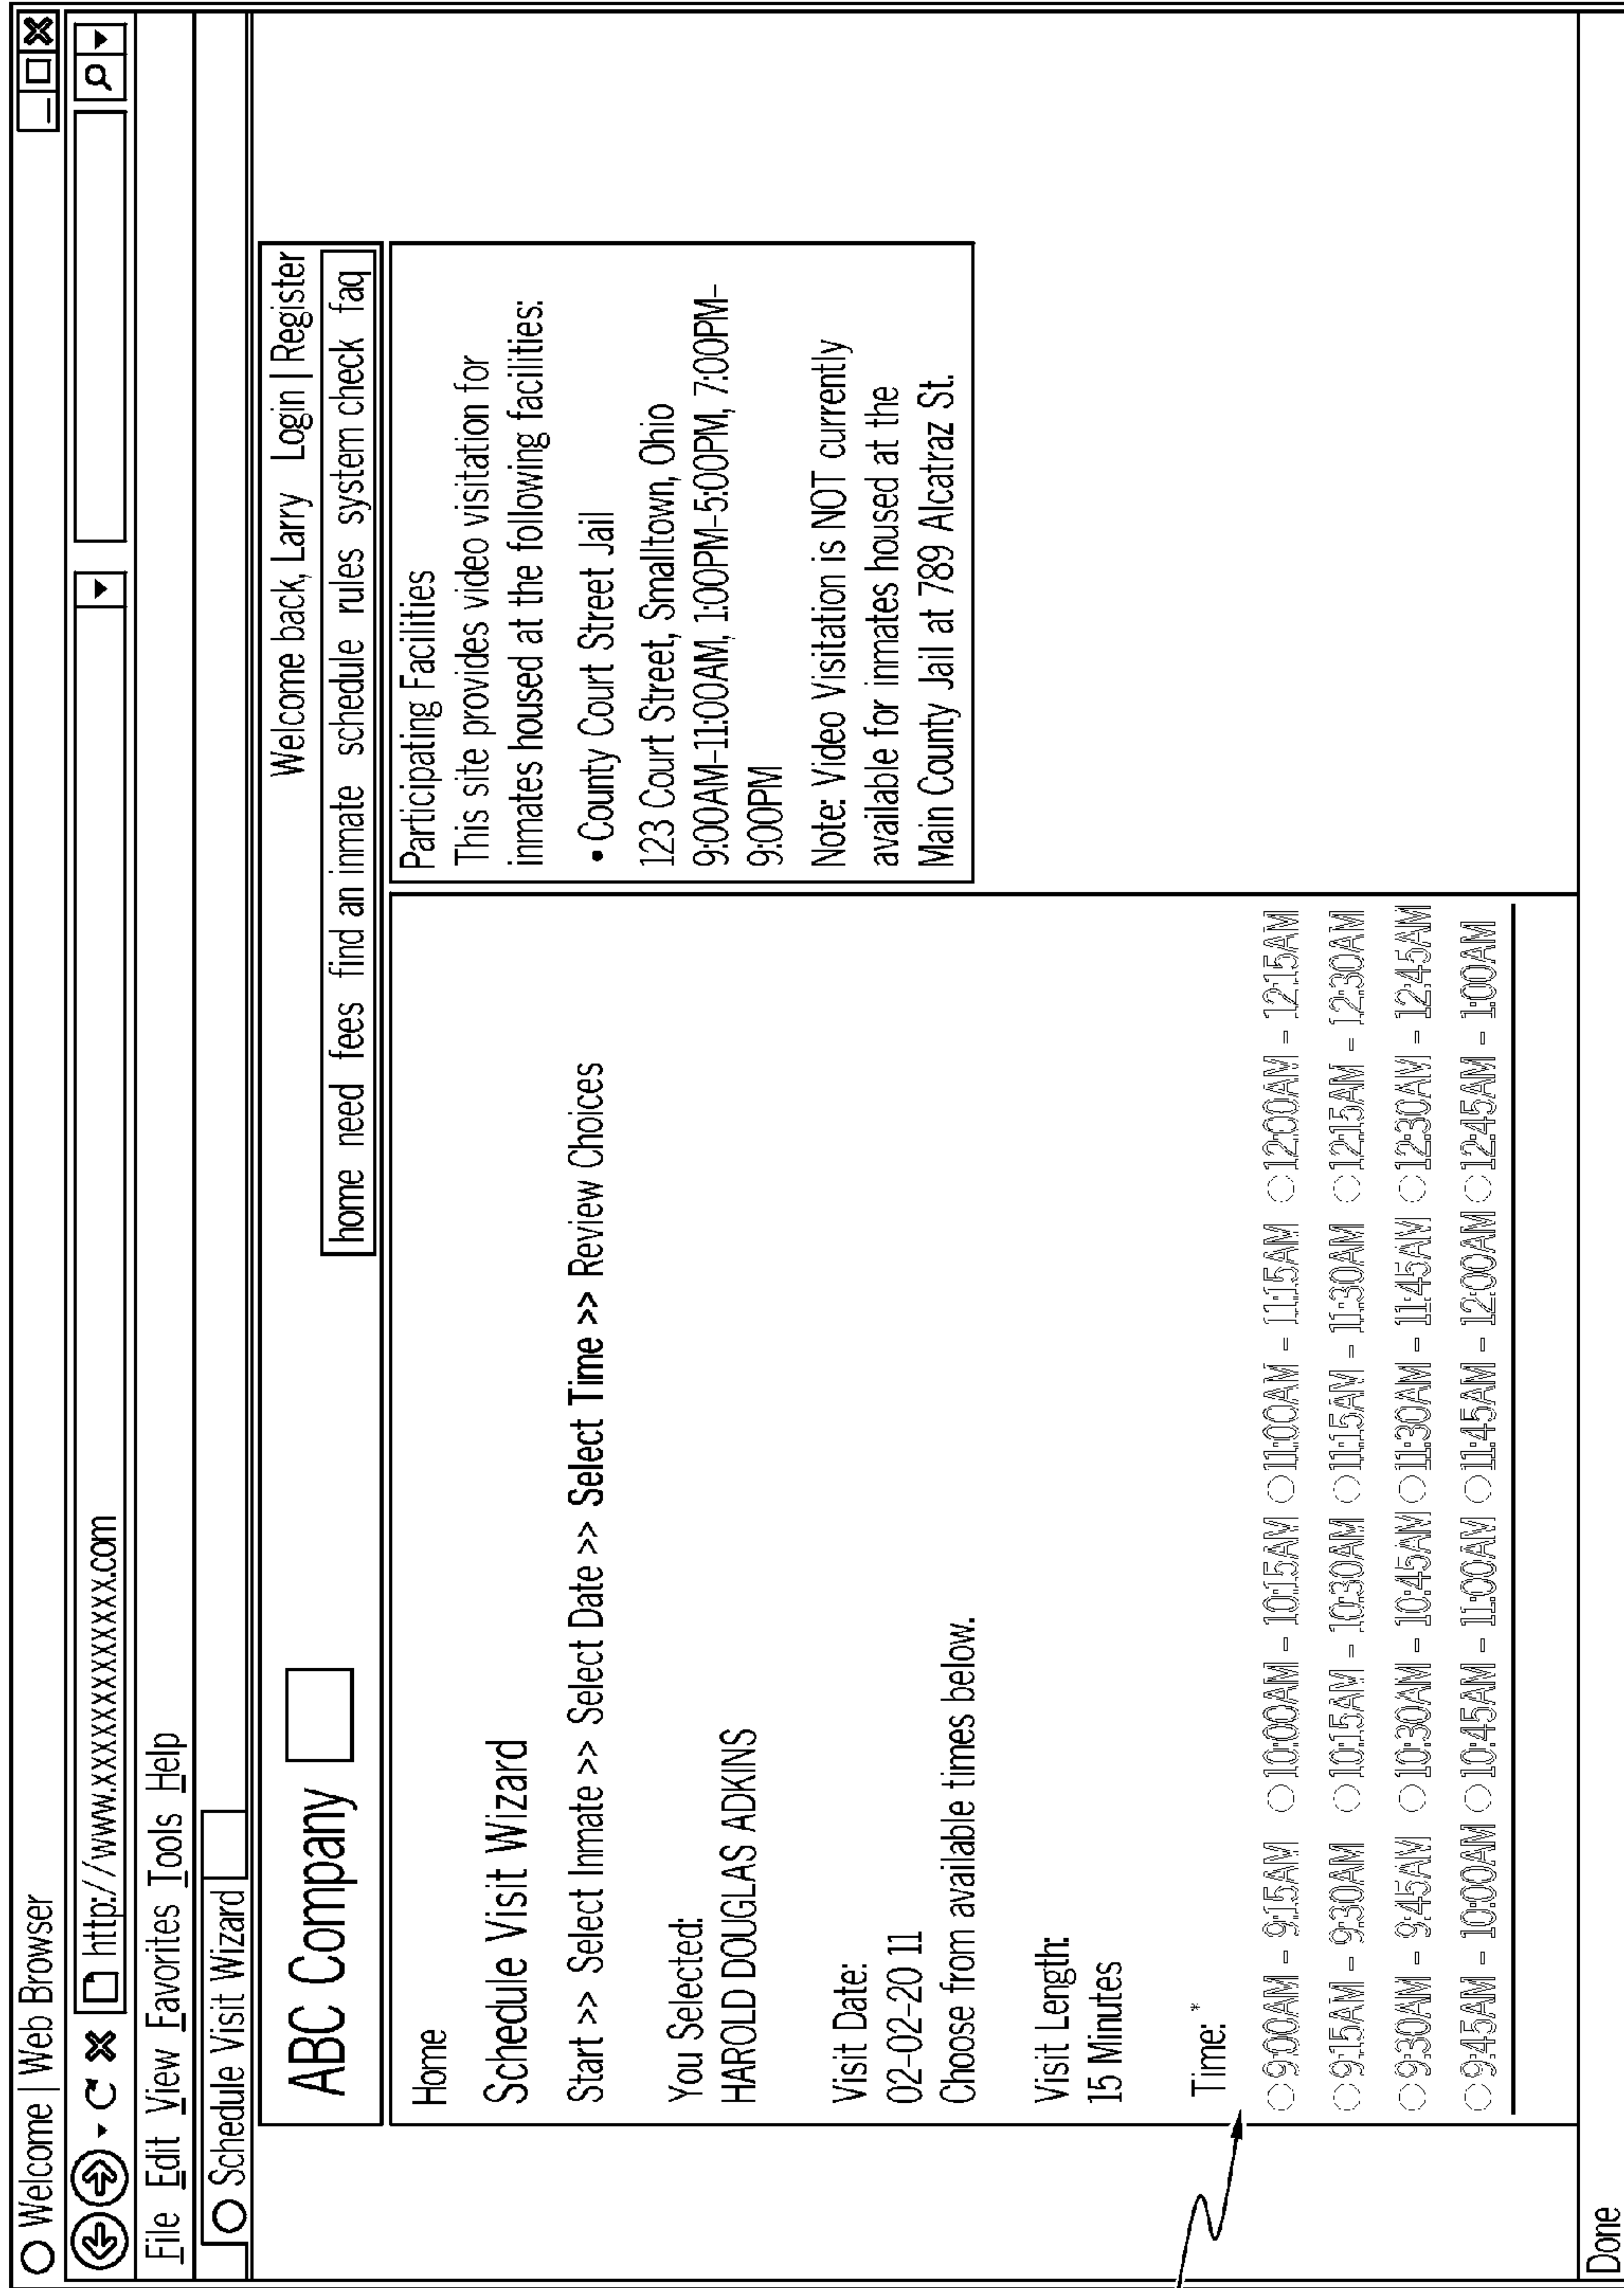 Welcome | Web Browser
http://www.xxxxxxxxxxxxx.com
File Edit View Favorites Tools Help
Schedule Visit Wizard
ABC Company
Welcome back, Larry Login | Register
home need fees find an inmate schedule rules system check faq
Home
Schedule Visit Wizard
Start >> Select Inmate >> Select Date >> Select Time >> Review Choices
You Selected:
HAROLD DOUGLAS ADKINS
Visit Date:
02-02-20 11
Choose from available times below.
Visit Length:
15 Minutes
Time:*
9:00AM - 9:15AM 10:00AM - 10:15AM 11:00AM - 11:15AM 12:00AM - 12:15AM
9:15AM - 9:30AM 10:15AM - 10:30AM 11:15AM - 11:30AM 12:15AM - 12:30AM
9:30AM - 9:45AM 10:30AM - 10:45AM 11:30AM - 11:45AM 12:30AM - 12:45AM
9:45AM - 10:00AM 10:45AM - 11:00AM 11:45AM - 12:00AM 12:45AM - 1:00AM
Participating Facilities
This site provides video visitation for
inmates housed at the following facilities:
• County Court Street Jail
123 Court Street, Smalltown, Ohio
9:00AM-11:00AM, 1:00PM-5:00PM, 7:00PM-
9:00PM
Note: Video Visitation is NOT currently
available for inmates housed at the
Main County Jail at 789 Alcatraz St.
Done